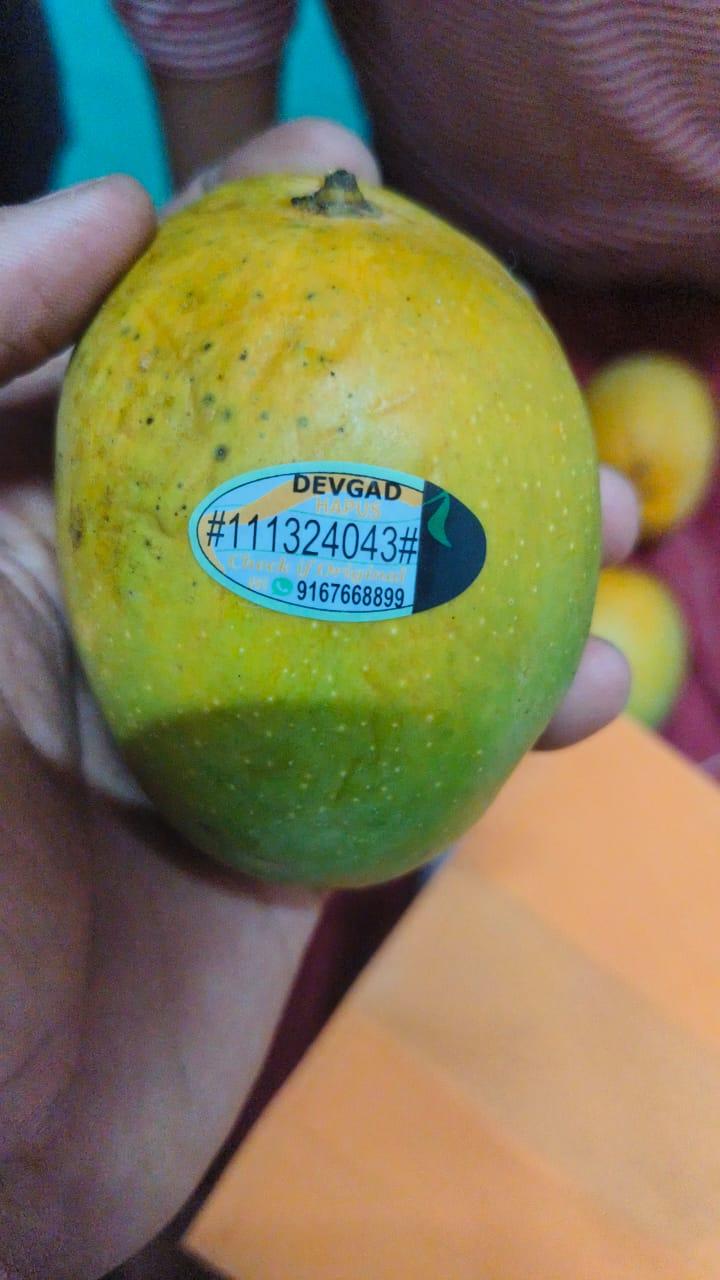 DEVGAD
HAPUS
#111324043#
Check if Original
9167668899